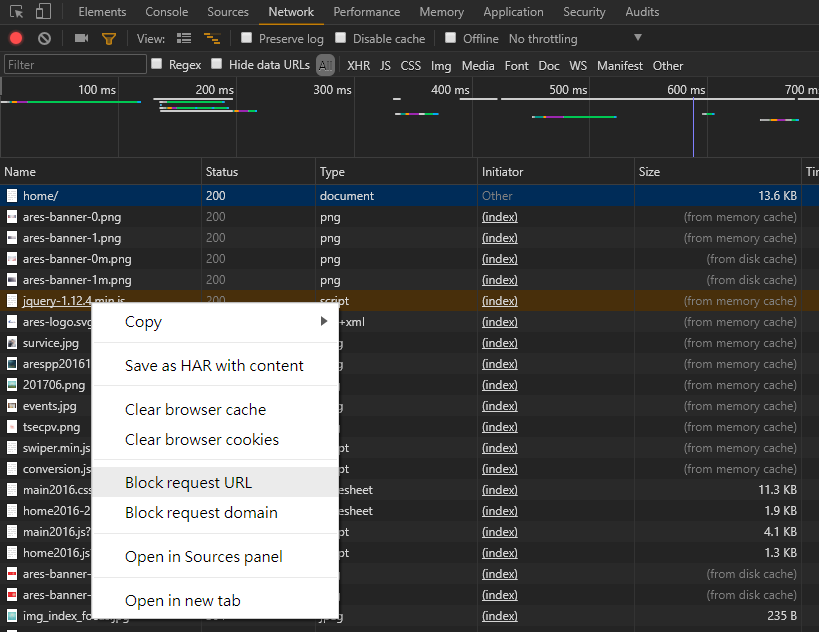 Elements Console Sources Network Performance Memory Application Security Audits
View: Preserve log Disable cache Offline No throttling
Filter Regex Hide data URLs All XHR JS CSS Img Media Font Doc WS Manifest Other
100 ms 200 ms 300 ms 400 ms 500 ms 600 ms 700 m
Name Status Type Initiator Size Tin
home/ 200 document Other 13.6 KB
ares-banner-0.png 200 png (index) (from memory cache)
ares-banner-1.png 200 png (index) (from memory cache)
ares-banner-0m.png 200 png (index) (from disk cache)
ares-banner-1m.png 200 png (index) (from disk cache)
jquery-1.12.4.min.js 200 script (index) (from memory cache)
ares-logo.svg +xml (index) (from memory cache)
survice.jpg g (index) (from memory cache)
arespp20161 g (index) (from memory cache)
201706.png (index) (from memory cache)
events.jpg g (index) (from memory cache)
tsecpv.png (index) (from memory cache)
swiper.min.js pt (index) (from memory cache)
conversion.js pt (index) (from memory cache)
main2016.css esheet (index) 11.3 KB
home2016-2 esheet (index) 1.9 KB
main2016.js? pt (index) 4.1 KB
home2016.js? pt (index) 1.3 KB
ares-banner- (index) (from disk cache)
ares-banner- (index) (from disk cache)
img_index_fo .jpg jpeg (index) 235 B
Copy
Save as HAR with content
Clear browser cache
Clear browser cookies
Block request URL
Block request domain
Open in Sources panel
Open in new tab